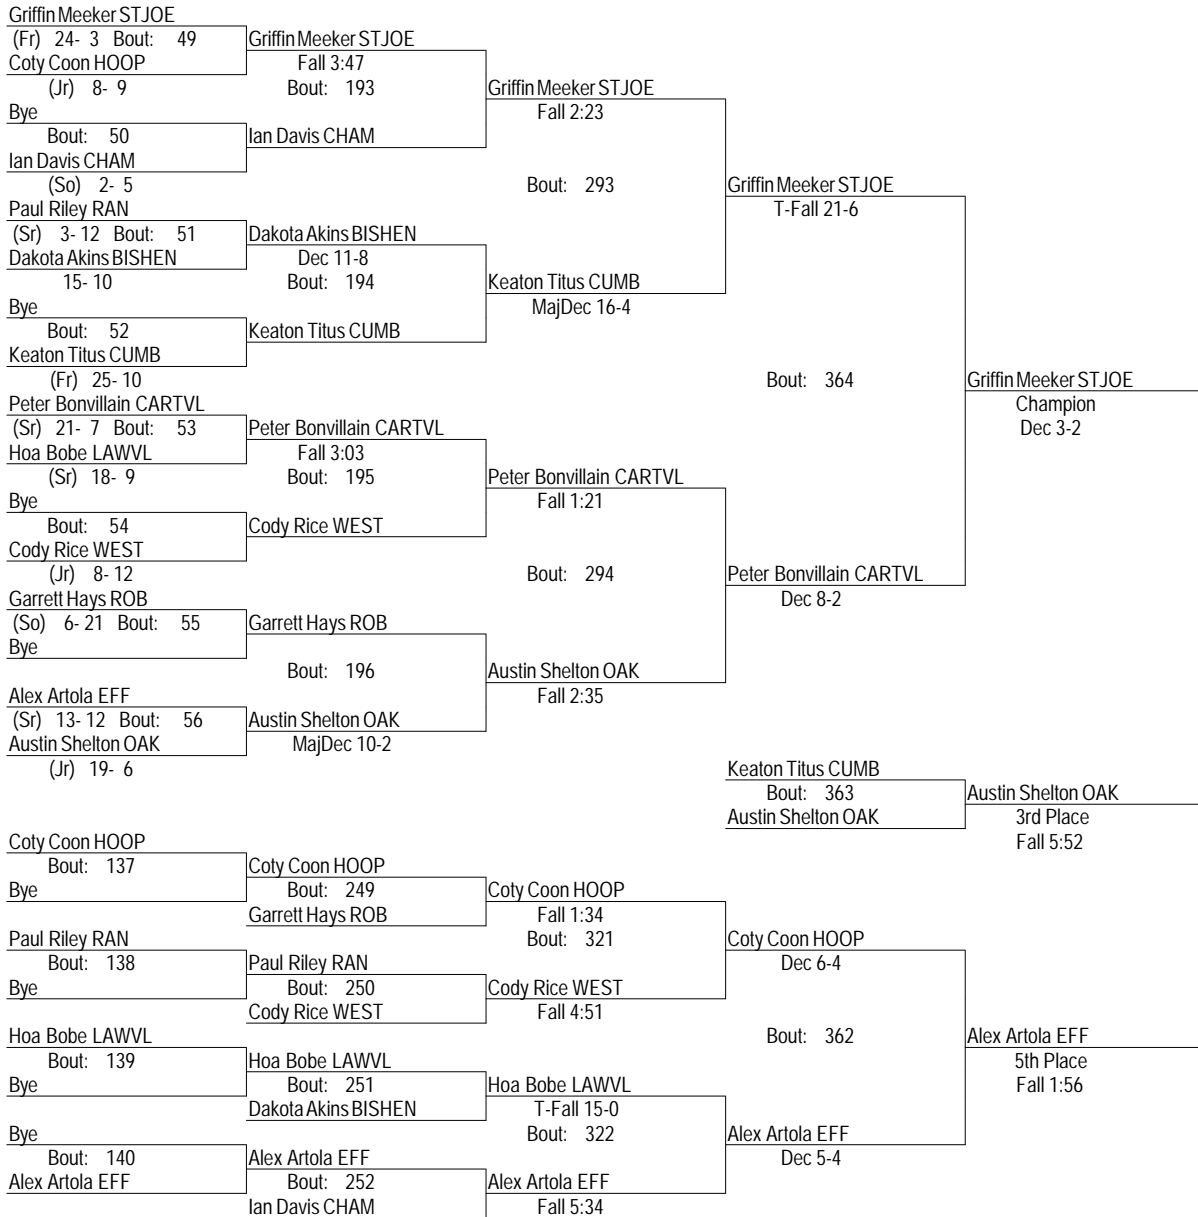 Griffin Meeker STJOE
(Fr) 24- 3 Bout: 49
Griffin Meeker STJOE
Coty Coon HOOP
Fall 3:47
(Jr) 8- 9
Bout: 193
Griffin Meeker STJOE
Bye
Fall 2:23
Bout: 50
Ian Davis CHAM
Ian Davis CHAM
(So) 2- 5
Bout: 293
Griffin Meeker STJOE
Paul Riley RAN
T-Fall 21-6
(Sr) 3- 12 Bout: 51
Dakota Akins BISHEN
Dakota Akins BISHEN
Dec 11-8
15- 10
Bout: 194
Keaton Titus CUMB
Bye
MajDec 16-4
Bout: 52
Keaton Titus CUMB
Keaton Titus CUMB
(Fr) 25- 10
Bout: 364
Griffin Meeker STJOE
Peter Bonvillain CARTVL
Champion
(Sr) 21- 7 Bout: 53
Peter Bonvillain CARTVL
Dec 3-2
Hoa Bobe LAWVL
Fall 3:03
(Sr) 18- 9
Bout: 195
Peter Bonvillain CARTVL
Bye
Fall 1:21
Bout: 54
Cody Rice WEST
Cody Rice WEST
(Jr) 8- 12
Bout: 294
Peter Bonvillain CARTVL
Garrett Hays ROB
Dec 8-2
(So) 6- 21 Bout: 55
Garrett Hays ROB
Bye
Bout: 196
Austin Shelton OAK
Alex Artola EFF
Fall 2:35
(Sr) 13- 12 Bout: 56
Austin Shelton OAK
Austin Shelton OAK
MajDec 10-2
(Jr) 19- 6
Keaton Titus CUMB
Bout: 363
Austin Shelton OAK
Austin Shelton OAK
3rd Place
Fall 5:52
Coty Coon HOOP
Bout: 137
Coty Coon HOOP
Bye
Bout: 249
Coty Coon HOOP
Garrett Hays ROB
Fall 1:34
Paul Riley RAN
Bout: 321
Coty Coon HOOP
Bout: 138
Paul Riley RAN
Dec 6-4
Bye
Bout: 250
Cody Rice WEST
Cody Rice WEST
Fall 4:51
Hoa Bobe LAWVL
Bout: 362
Alex Artola EFF
Bout: 139
Hoa Bobe LAWVL
5th Place
Bye
Bout: 251
Hoa Bobe LAWVL
Fall 1:56
Dakota Akins BISHEN
T-Fall 15-0
Bye
Bout: 322
Alex Artola EFF
Bout: 140
Alex Artola EFF
Dec 5-4
Alex Artola EFF
Bout: 252
Alex Artola EFF
Ian Davis CHAM
Fall 5:34